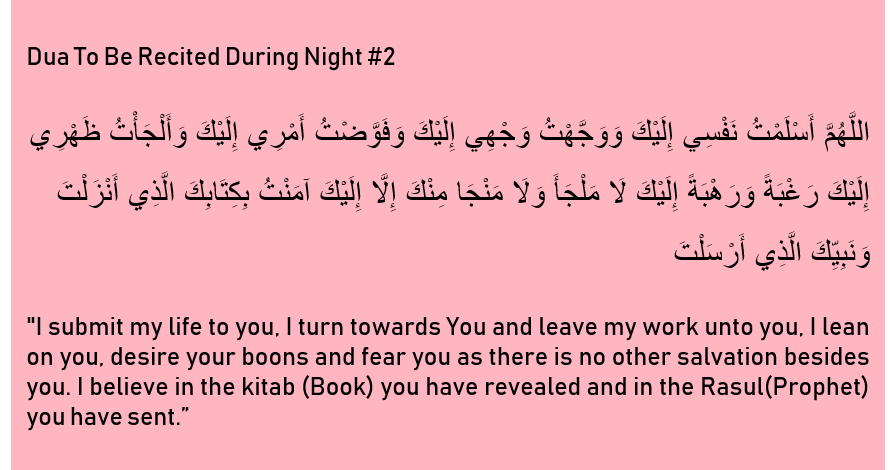 Dua To Be Recited During Night #2
اللَّهُمَّ أَسْلَمْتُ نَفْسِي إِلَيْكَ وَوَجَّهْتُ وَجْهِي إِلَيْكَ وَفَوَّضْتُ أَمْرِي إِلَيْكَ وَأَلْجَأْتُ ظَهْرِي
إِلَيْكَ رَغْبَةً وَرَهْبَةً إِلَيْكَ لَا مَلْجَأَ وَلَا مَنْجَا مِنْكَ إِلَّا إِلَيْكَ آمَنْتُ بِكِتَابِكَ الَّذِي أَنْزَلْتَ
وَنَبِيِّكَ الَّذِي أَرْسَلْتَ
"I submit my life to you, I turn towards You and leave my work unto you, I lean
on you, desire your boons and fear you as there is no other salvation besides
you. I believe in the kitab (Book) you have revealed and in the Rasul(Prophet)
you have sent.”